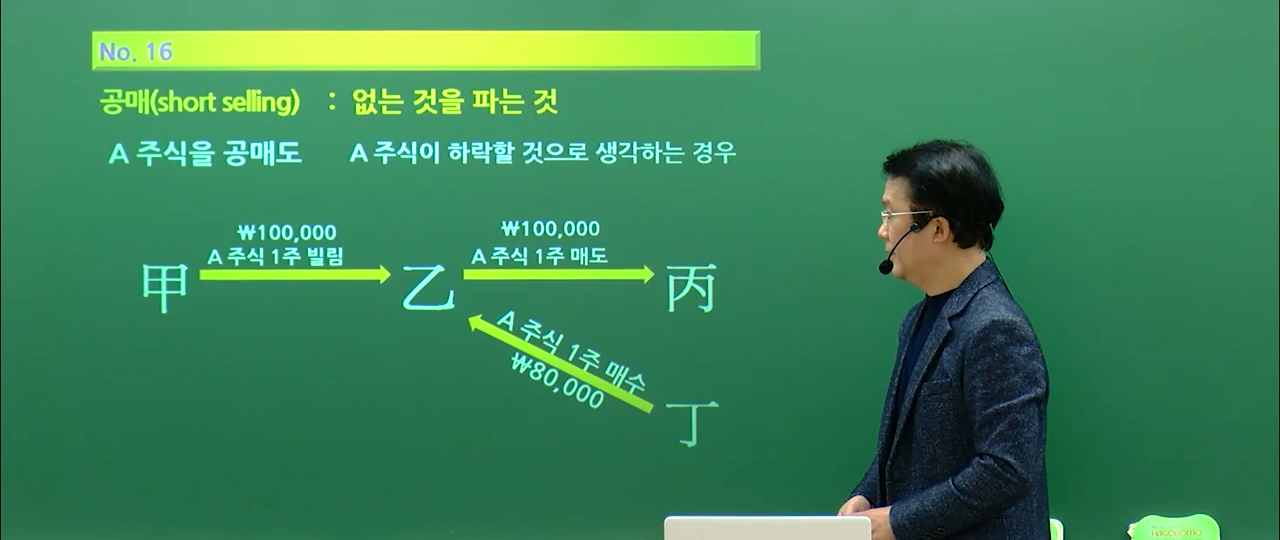 No. 16
공매(short selling) : 없는 것을 파는 것
A 주식을 공매도 A 주식이 하락할 것으로 생각하는 경우
₩100,000
A 주식 1주 빌림
₩100,000
A 주식 1주 매도
甲 乙 丙
A 주식 1주 매수
₩80,000
丁
HAGOROMO